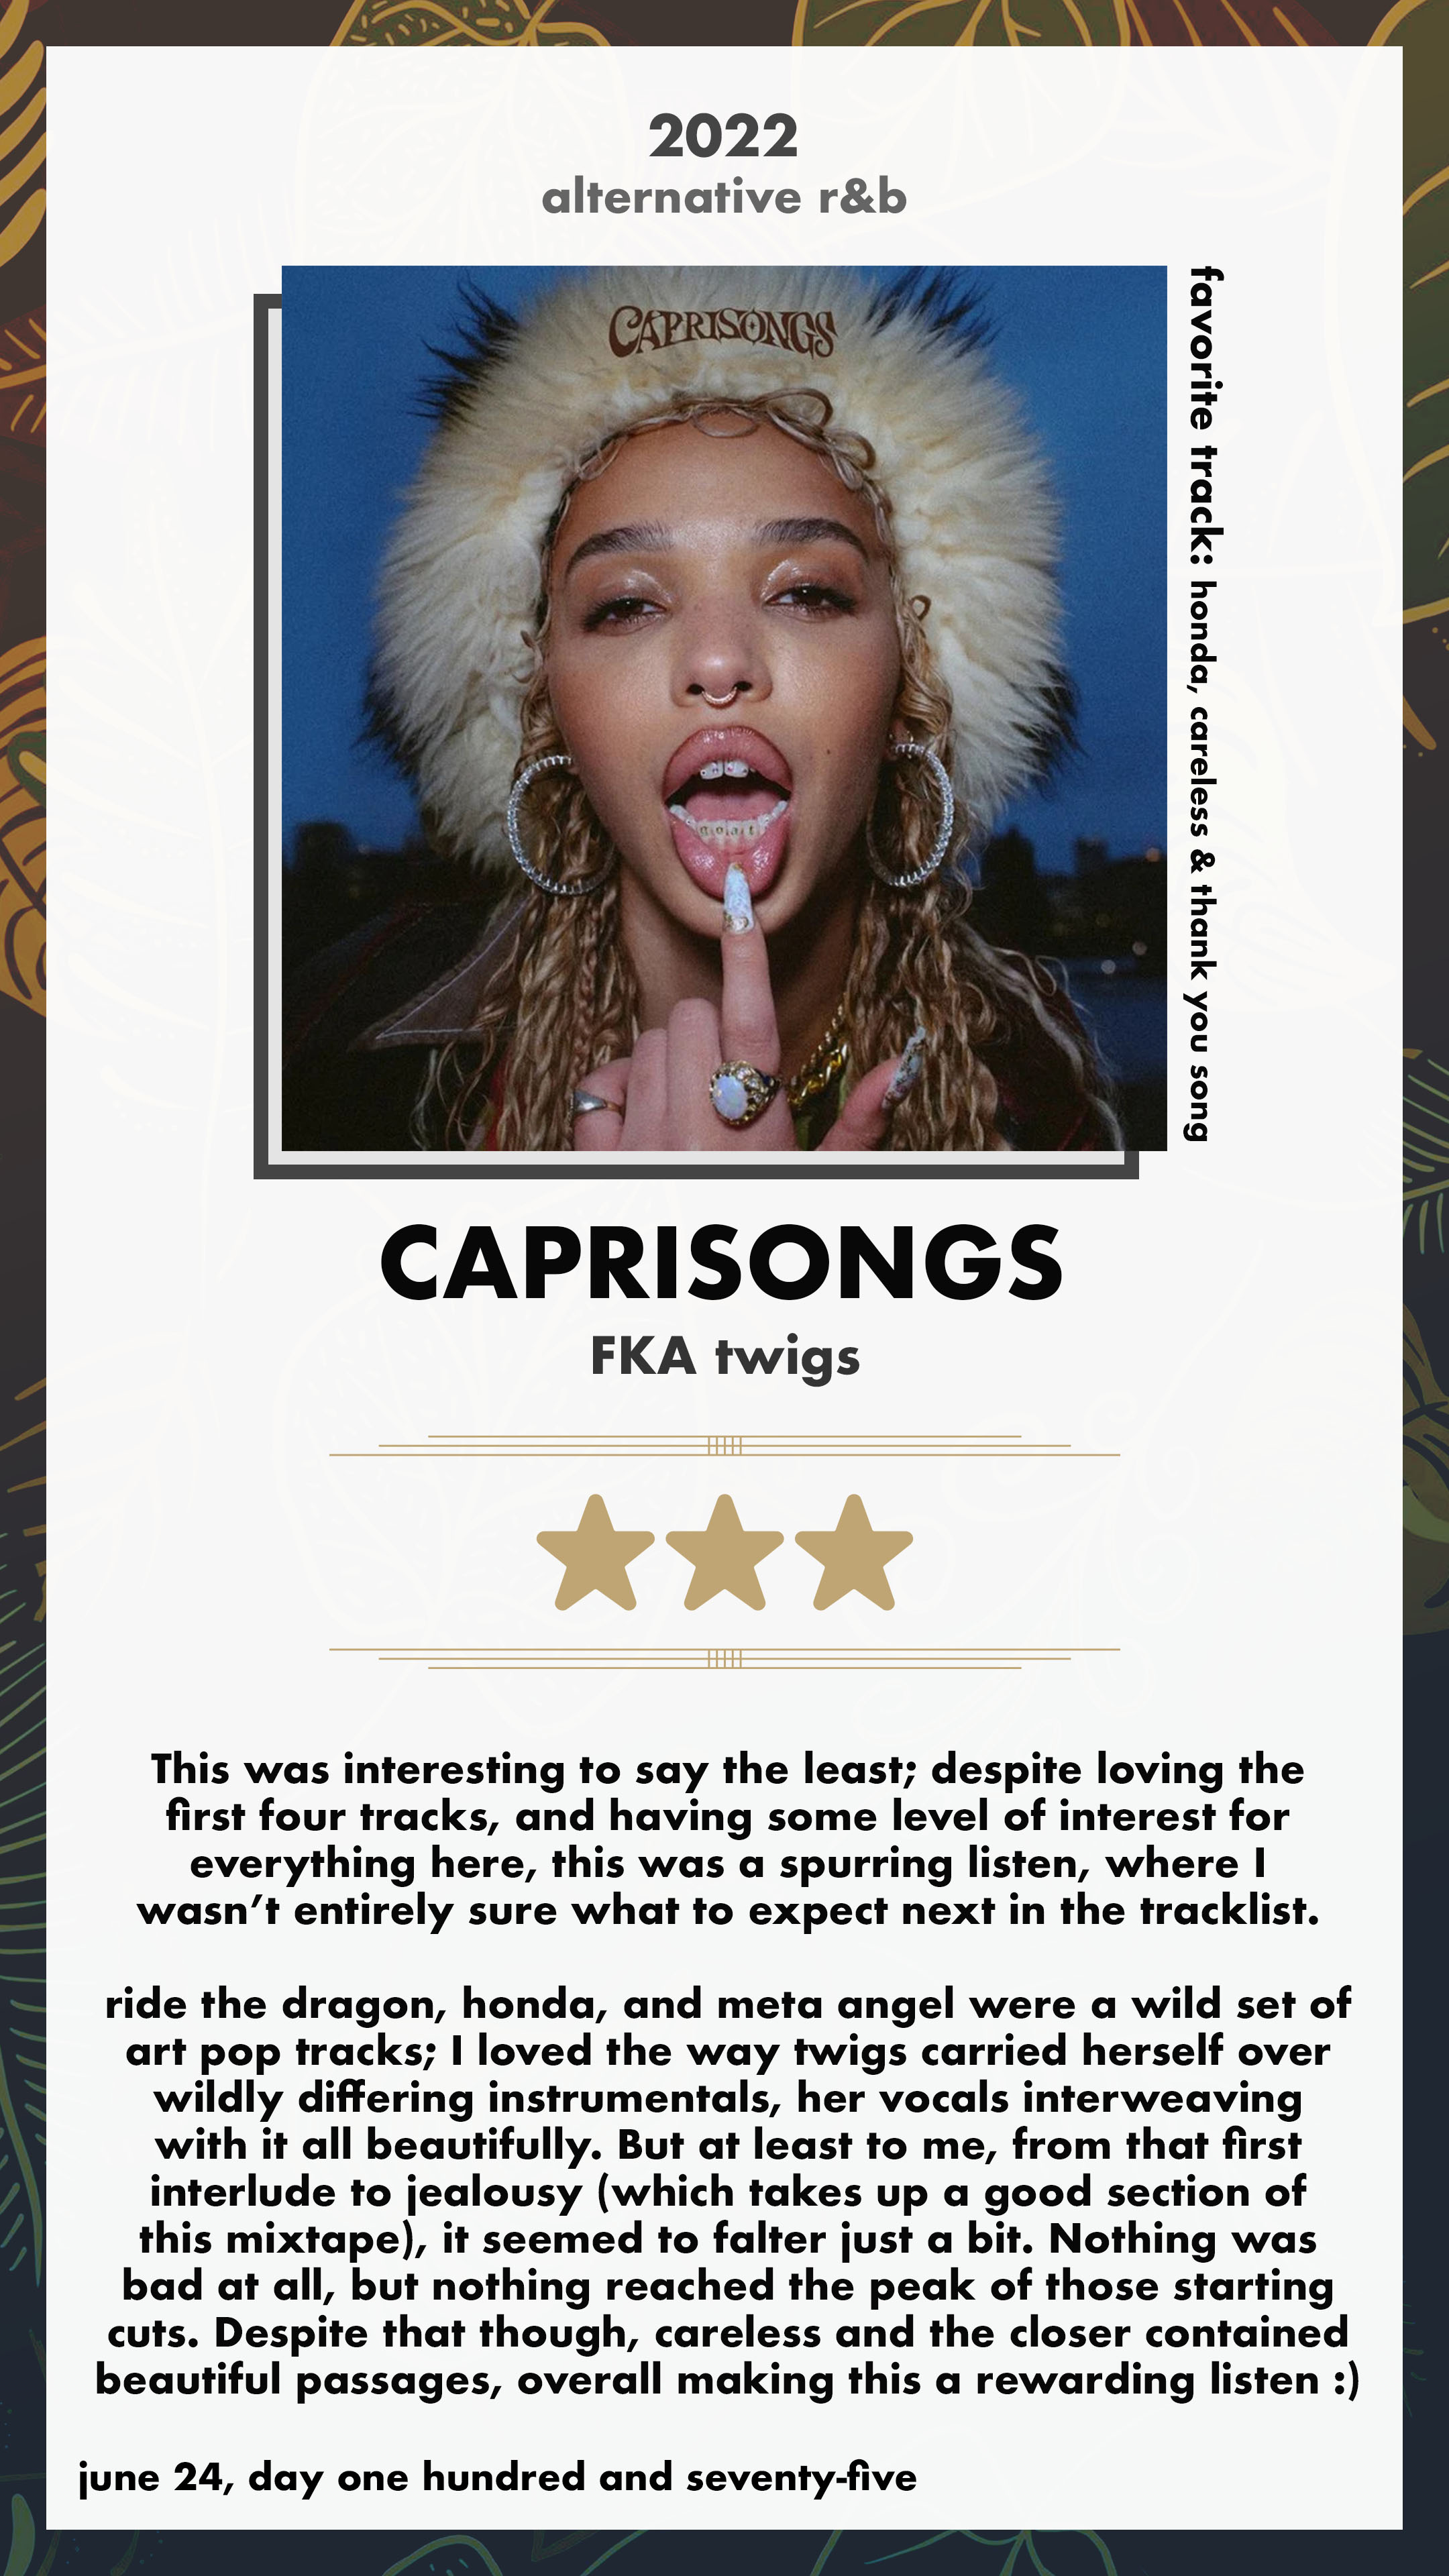 2022
alternative r&b
CAPRISONGS
goat
favorite track: honda, careless & thank you song
CAPRISONGS
FKA twigs
This was interesting to say the least; despite loving the
first four tracks, and having some level of interest for
everything here, this was a spurring listen, where I
wasn’t entirely sure what to expect next in the tracklist.
ride the dragon, honda, and meta angel were a wild set of
art pop tracks; I loved the way twigs carried herself over
wildly differing instrumentals, her vocals interweaving
with it all beautifully. But at least to me, from that first
interlude to jealousy (which takes up a good section of
this mixtape), it seemed to falter just a bit. Nothing was
bad at all, but nothing reached the peak of those starting
cuts. Despite that though, careless and the closer contained
beautiful passages, overall making this a rewarding listen :)
june 24, day one hundred and seventy-five